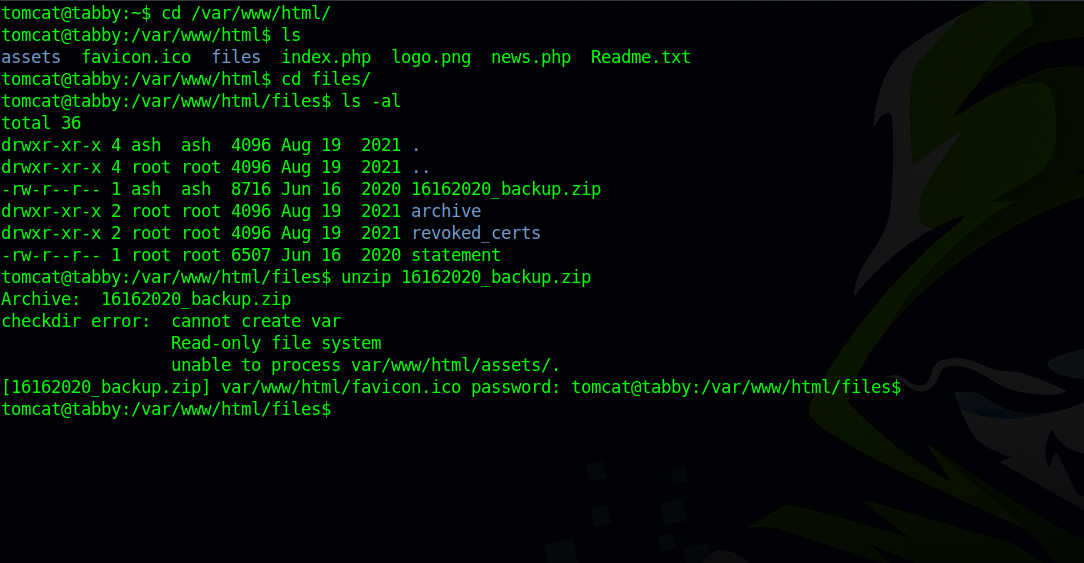 tomcat@tabby:~$ cd /var/www/html/
tomcat@tabby:/var/www/html$ ls
assets  favicon.ico  files  index.php  logo.png  news.php  Readme.txt
tomcat@tabby:/var/www/html$ cd files/
tomcat@tabby:/var/www/html/files$ ls -al
total 36
drwxr-xr-x 4 ash  ash  4096 Aug 19  2021 .
drwxr-xr-x 4 root root 4096 Aug 19  2021 ..
-rw-r--r-- 1 ash  ash  8716 Jun 16  2020 16162020_backup.zip
drwxr-xr-x 2 root root 4096 Aug 19  2021 archive
drwxr-xr-x 2 root root 4096 Aug 19  2021 revoked_certs
-rw-r--r-- 1 root root 6507 Jun 16  2020 statement
tomcat@tabby:/var/www/html/files$ unzip 16162020_backup.zip
Archive:  16162020_backup.zip
checkdir error:  cannot create var
                 Read-only file system
                 unable to process var/www/html/assets/.
[16162020_backup.zip] var/www/html/favicon.ico password: tomcat@tabby:/var/www/html/files$
tomcat@tabby:/var/www/html/files$